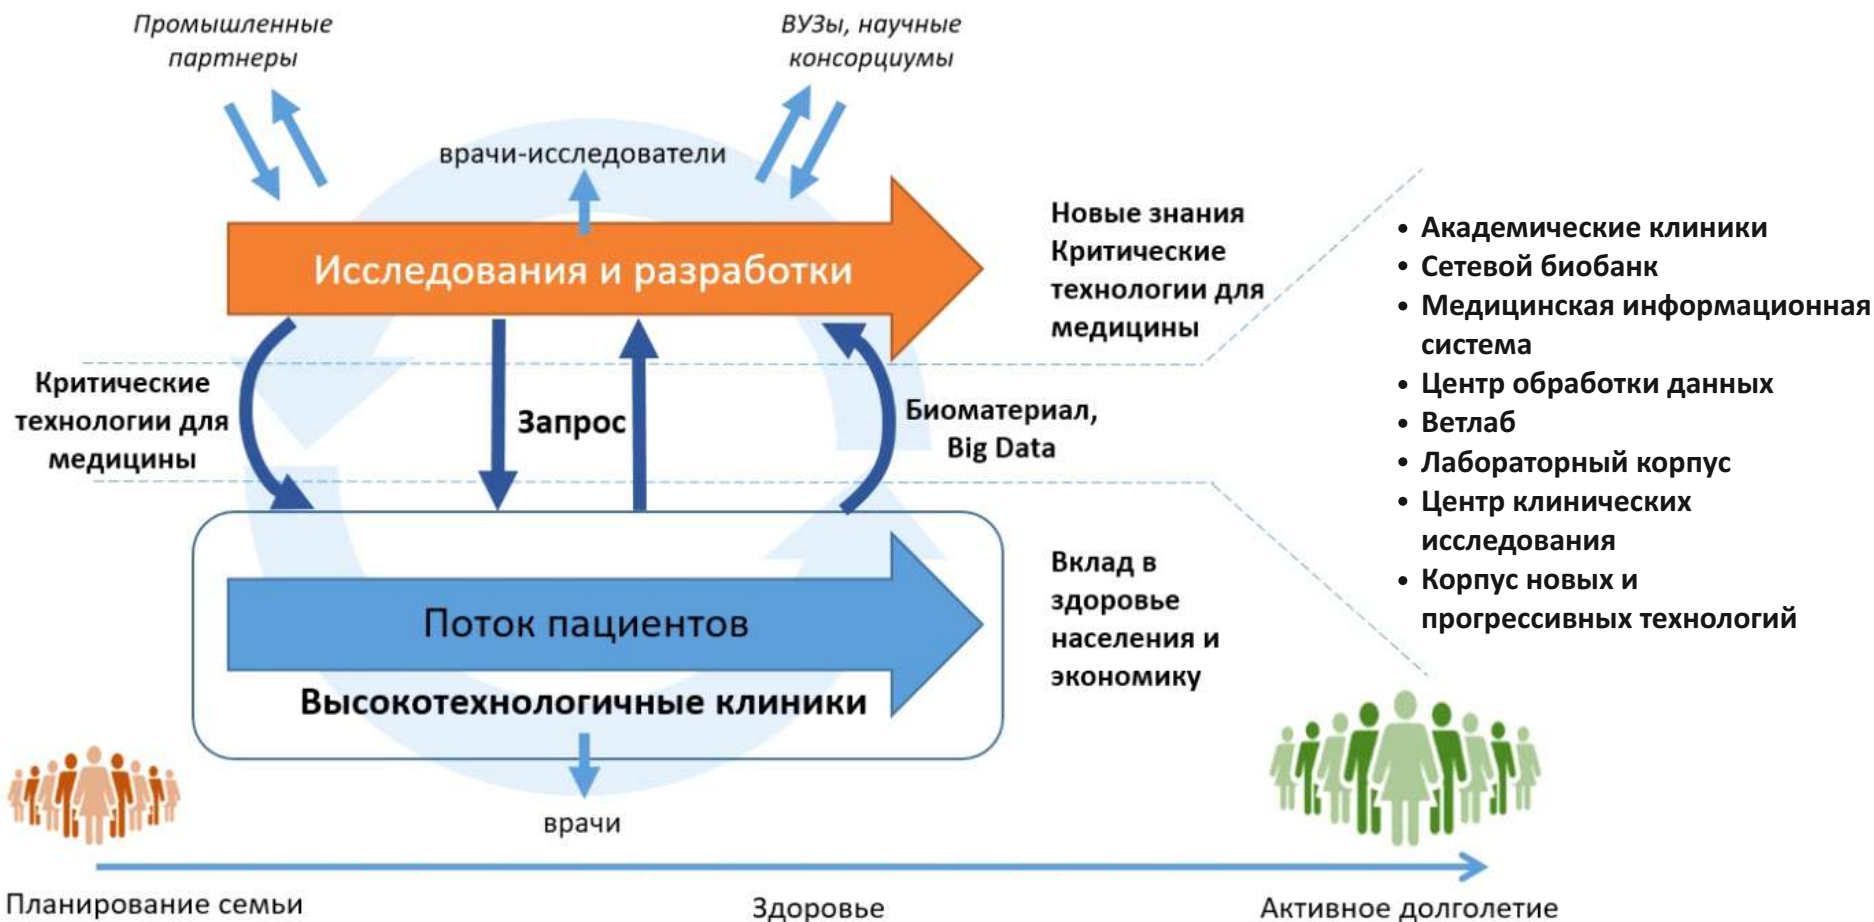 Промышленные
партнеры
ВУЗы, научные
консорциумы
врачи-исследователи
Исследования и разработки
Новые знания
Критические
технологии для
медицины
Критические
технологии для
медицины
Запрос
Биоматериал,
Big Data
Поток пациентов
Высокотехнологичные клиники
Вклад в
здоровье
населения и
экономику
врачи
• Академические клиники
• Сетевой биобанк
• Медицинская информационная
система
• Центр обработки данных
• Ветлаб
• Лабораторный корпус
• Центр клинических
исследования
• Корпус новых и
прогрессивных технологий
Планирование семьи
Здоровье
Активное долголетие